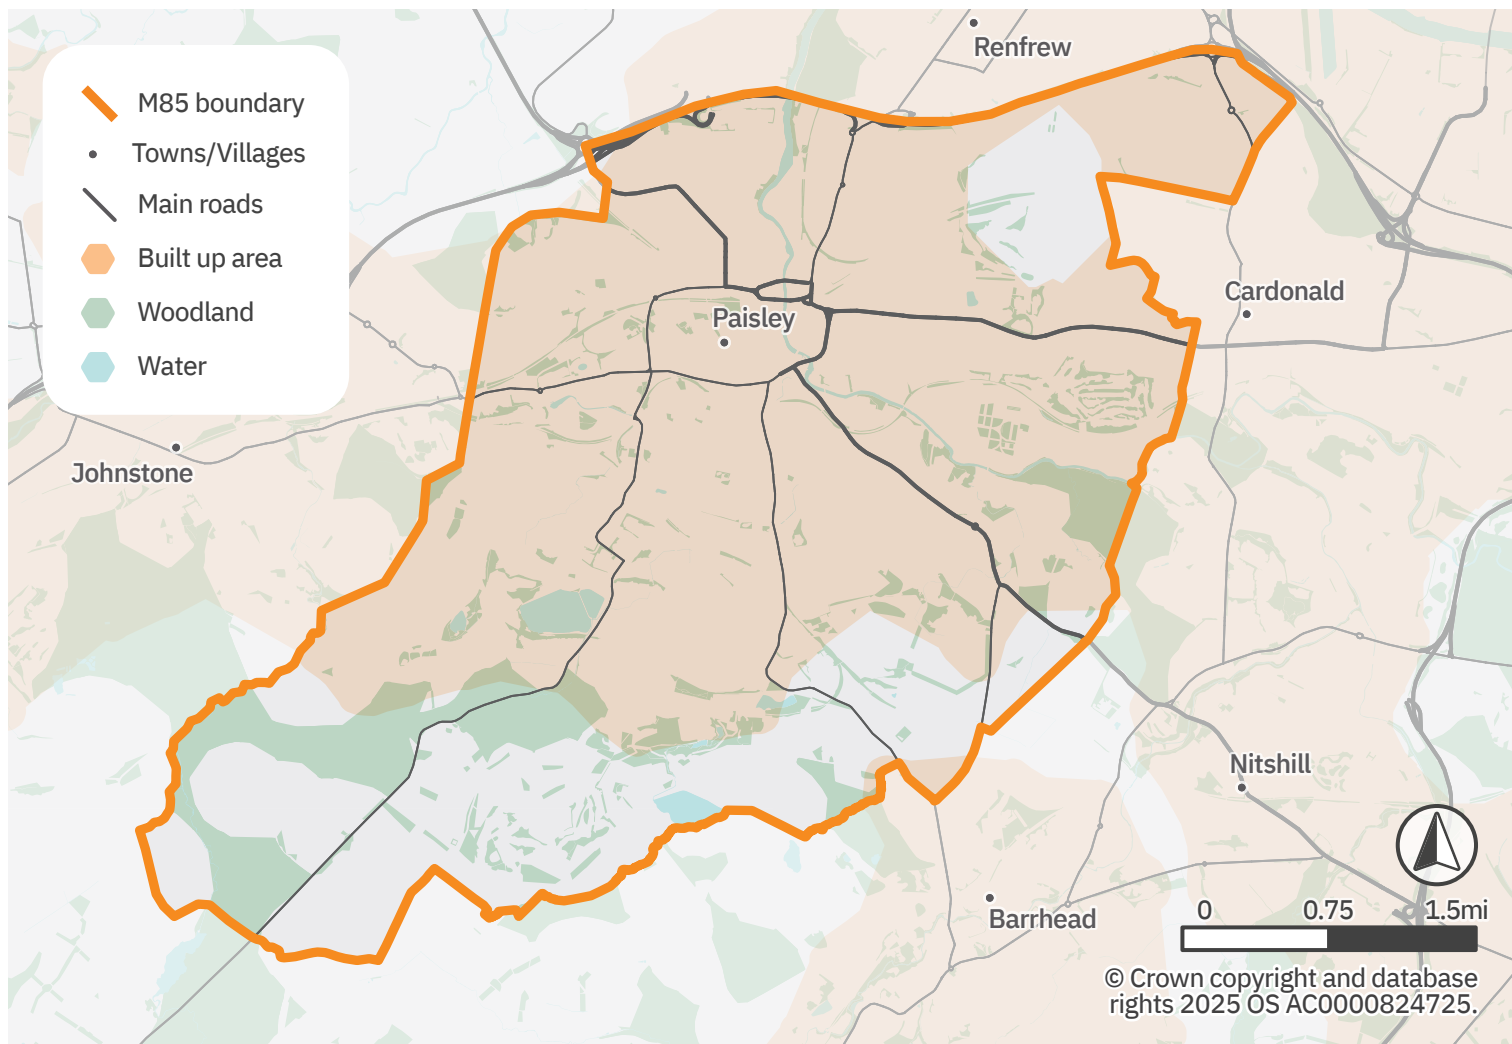 Renfrew
M85 boundary
Towns/Villages
Main roads
Built up area
Woodland
Water
Cardonald
Paisley
Johnstone
Nitshill
Barrhead
0 0.75 1.5mi
© Crown copyright and database
rights 2025 OS AC0000824725.